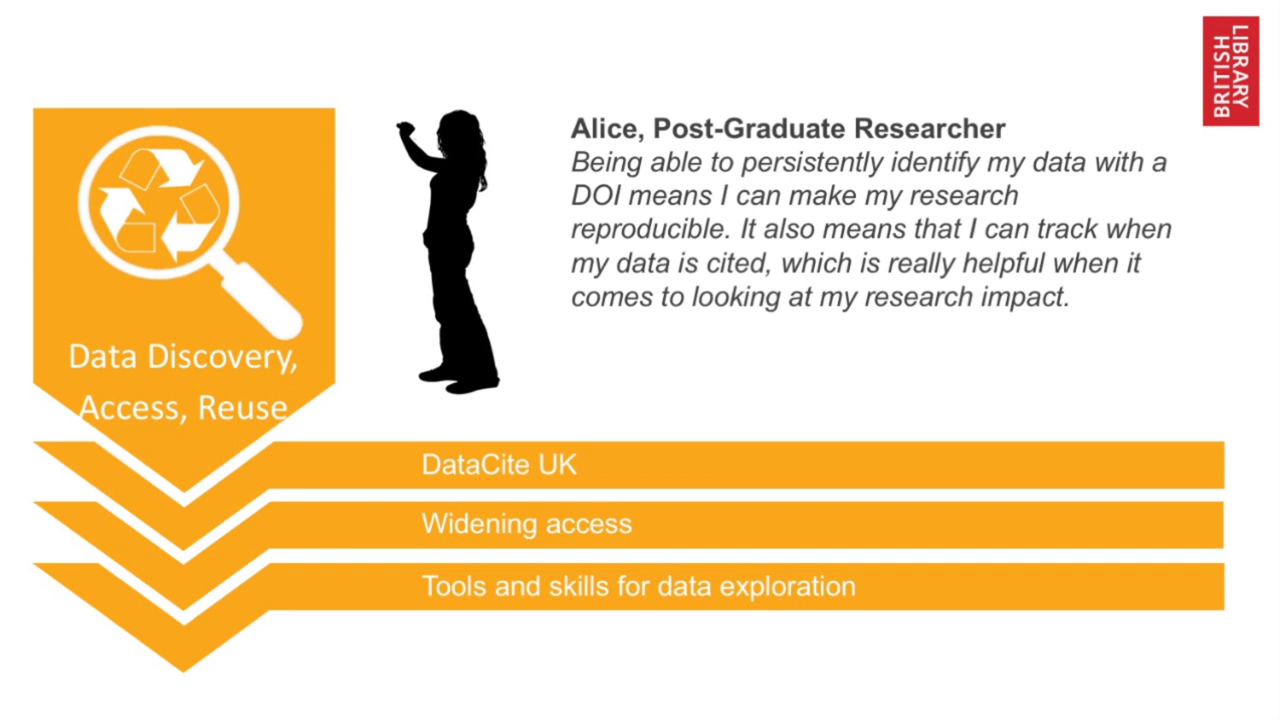 LIBRARY
BRITISH
Alice, Post-Graduate Researcher
Being able to persistently identify my data with a
DOI means I can make my research
reproducible. It also means that I can track when
my data is cited, which is really helpful when it
comes to looking at my research impact.
Data Discovery,
Access, Reuse
DataCite UK
Widening access
Tools and skills for data exploration